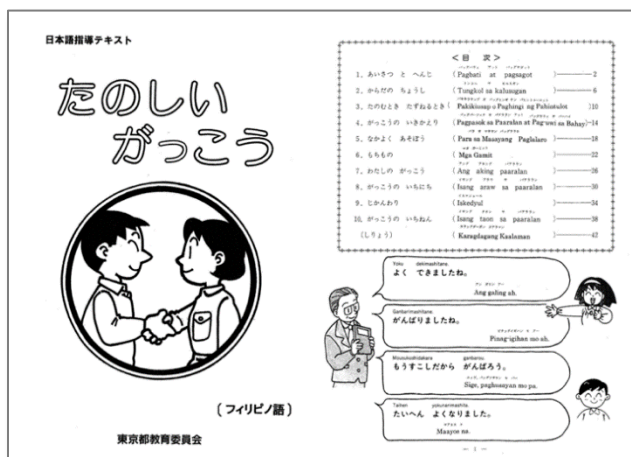 日本語指導テキスト
たのしい
がっこう
(フィリピノ語)
東京都教育委員会
<目 次>
1. あいさつ と へんじ (Pagbati at pagsagot)——2
2. からだの ちょうし (Tungkol sa kalusugan)——6
3. たのむとき たずねるとき (Pakikiusap o Paghingi ng Pahintulot)10
4. がっこうの いきかえり (Pagpasok sa Paaralan at Pag-uwi sa Bahay)—14
5. なかよく あそぼう (Para sa Maayang Paglalaro)——18
6. もちもの (Mga Gamit)——22
7. わたしの がっこう (Ang aking paaralan)——26
8. がっこうの いちにち (Isang araw sa paaralan)——30
9. じかんわり (Iskedyul)——34
10. がっこうの いちねん (Isang taon sa paaralan)——38
(しりょう) (Karagdagang Kaalaman)——42
Yoku dekimashitane.
よく できましたね。
Ang galing ah.
Ganbarimashitane.
がんばりましたね。
Pinag-igihan mo ah.
もうすこしだから がんばろう。
Sige, paghusayan mo pa.
Taihen yokunarimashita.
たいへん よくなりました。
Maayos na.
— 1 —